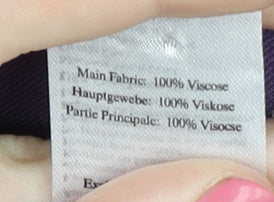 Main Fabric: 100% Viscose
Hauptgewebe: 100% Viskose
Partie Principale: 100% Visocse